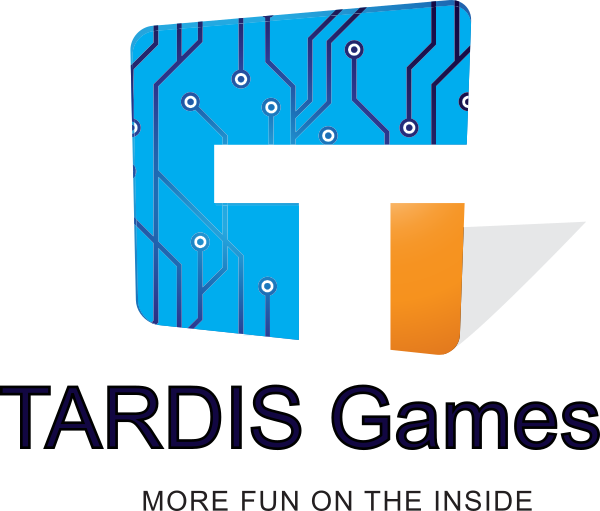 TARDIS Games
MORE FUN ON THE INSIDE